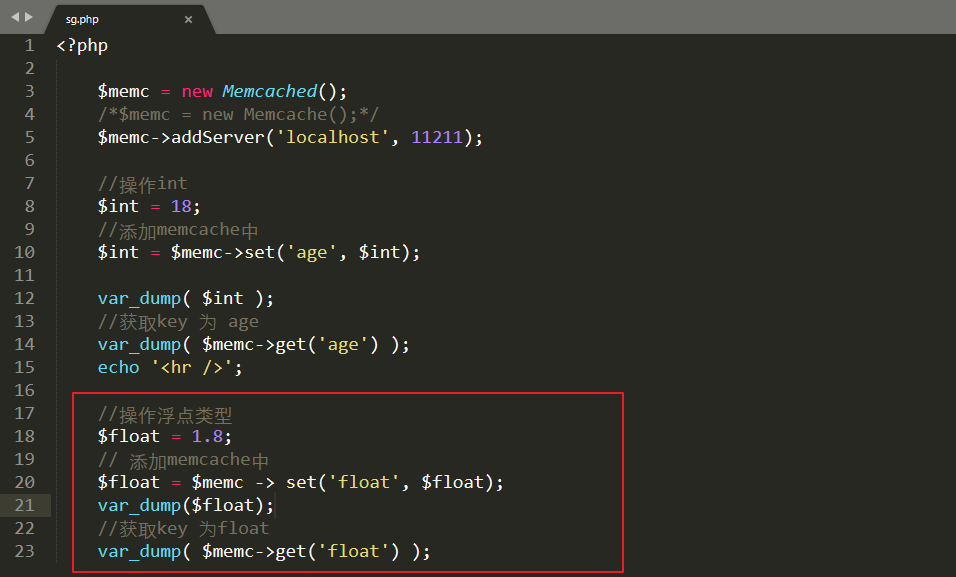 sg.php ×
1 <?php
2
3 $memc = new Memcached();
4 /*$memc = new Memcache();*/
5 $memc->addServer('localhost', 11211);
6
7 //操作int
8 $int = 18;
9 //添加memcache中
10 $int = $memc->set('age', $int);
11
12 var_dump( $int );
13 //获取key 为 age
14 var_dump( $memc->get('age') );
15 echo '<hr />';
16
17 //操作浮点类型
18 $float = 1.8;
19 // 添加memcache中
20 $float = $memc -> set('float', $float);
21 var_dump($float);
22 //获取key 为float
23 var_dump( $memc->get('float') );